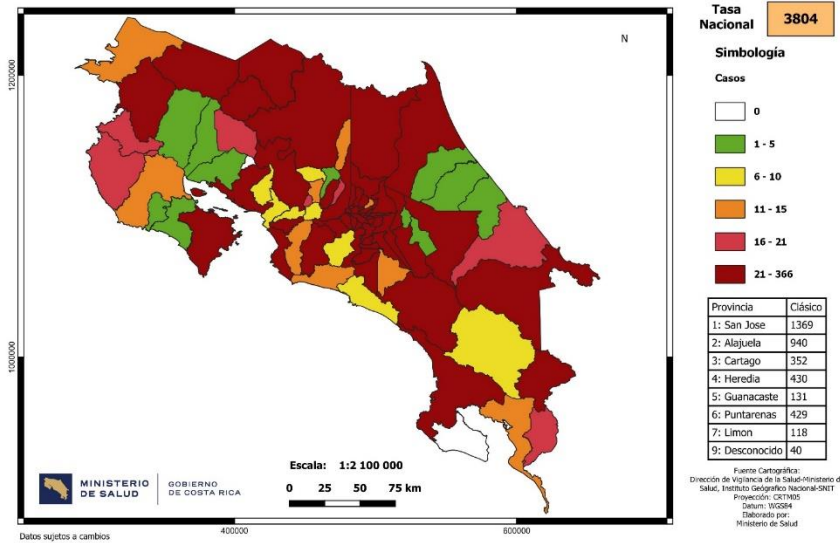 Tasa
Nacional
3804
N
Simbología
Casos
0
1 - 5
6 - 10
11 - 15
16 - 21
21 - 366
Provincia Clásico
1: San Jose 1369
2: Alajuela 940
3: Cartago 352
4: Heredia 430
5: Guanacaste 131
6: Puntarenas 429
7: Limon 118
9: Desconocido 40
Fuente Cartográfica:
Dirección de Vigilancia de la Salud-Ministerio de
Salud, Instituto Geógrafico Nacional-SNIT
Proyección: CRTM05
Datum: WGS84
Elaborado por:
Ministerio de Salud
1200000
1000000
Escala: 1:2 100 000
0 25 50 75 km
MINISTERIO
DE SALUD
GOBIERNO
DE COSTA RICA
Datos sujetos a cambios
400000
600000